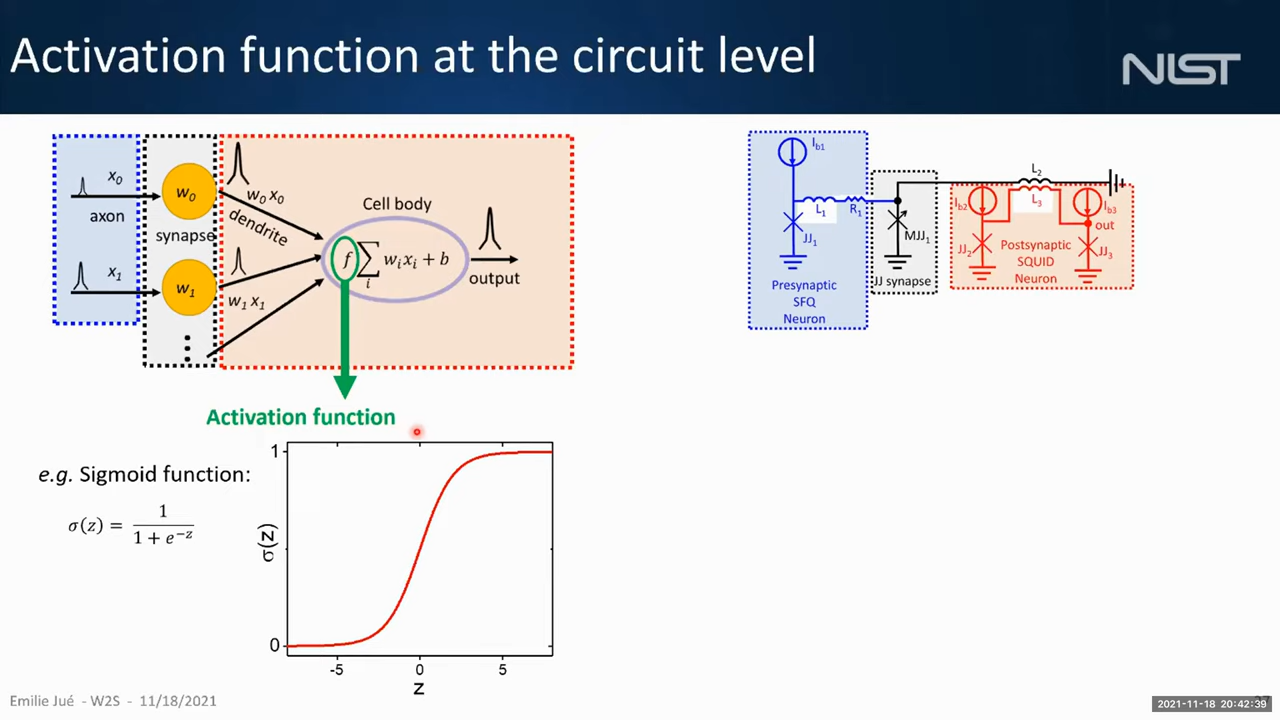 Activation function at the circuit level
NIST
x0
axon
w0
synapse
w0 x0
dendrite
x1
w1
w1 x1
Cell body
f ∑ wixi + b
i
output
Activation function
e.g. Sigmoid function:
σ(z) = 1 / (1 + e−z)
1
0
σ(z)
-5
0
5
z
Ib1
L1
R1
JJ1
Presynaptic
SFQ
Neuron
MJJ1
JJ synapse
L2
L3
Ib2
Ib3
out
JJ2
JJ3
Postsynaptic
SQUID
Neuron
Emilie Jué - W2S - 11/18/2021
2021-11-18 20:42:39